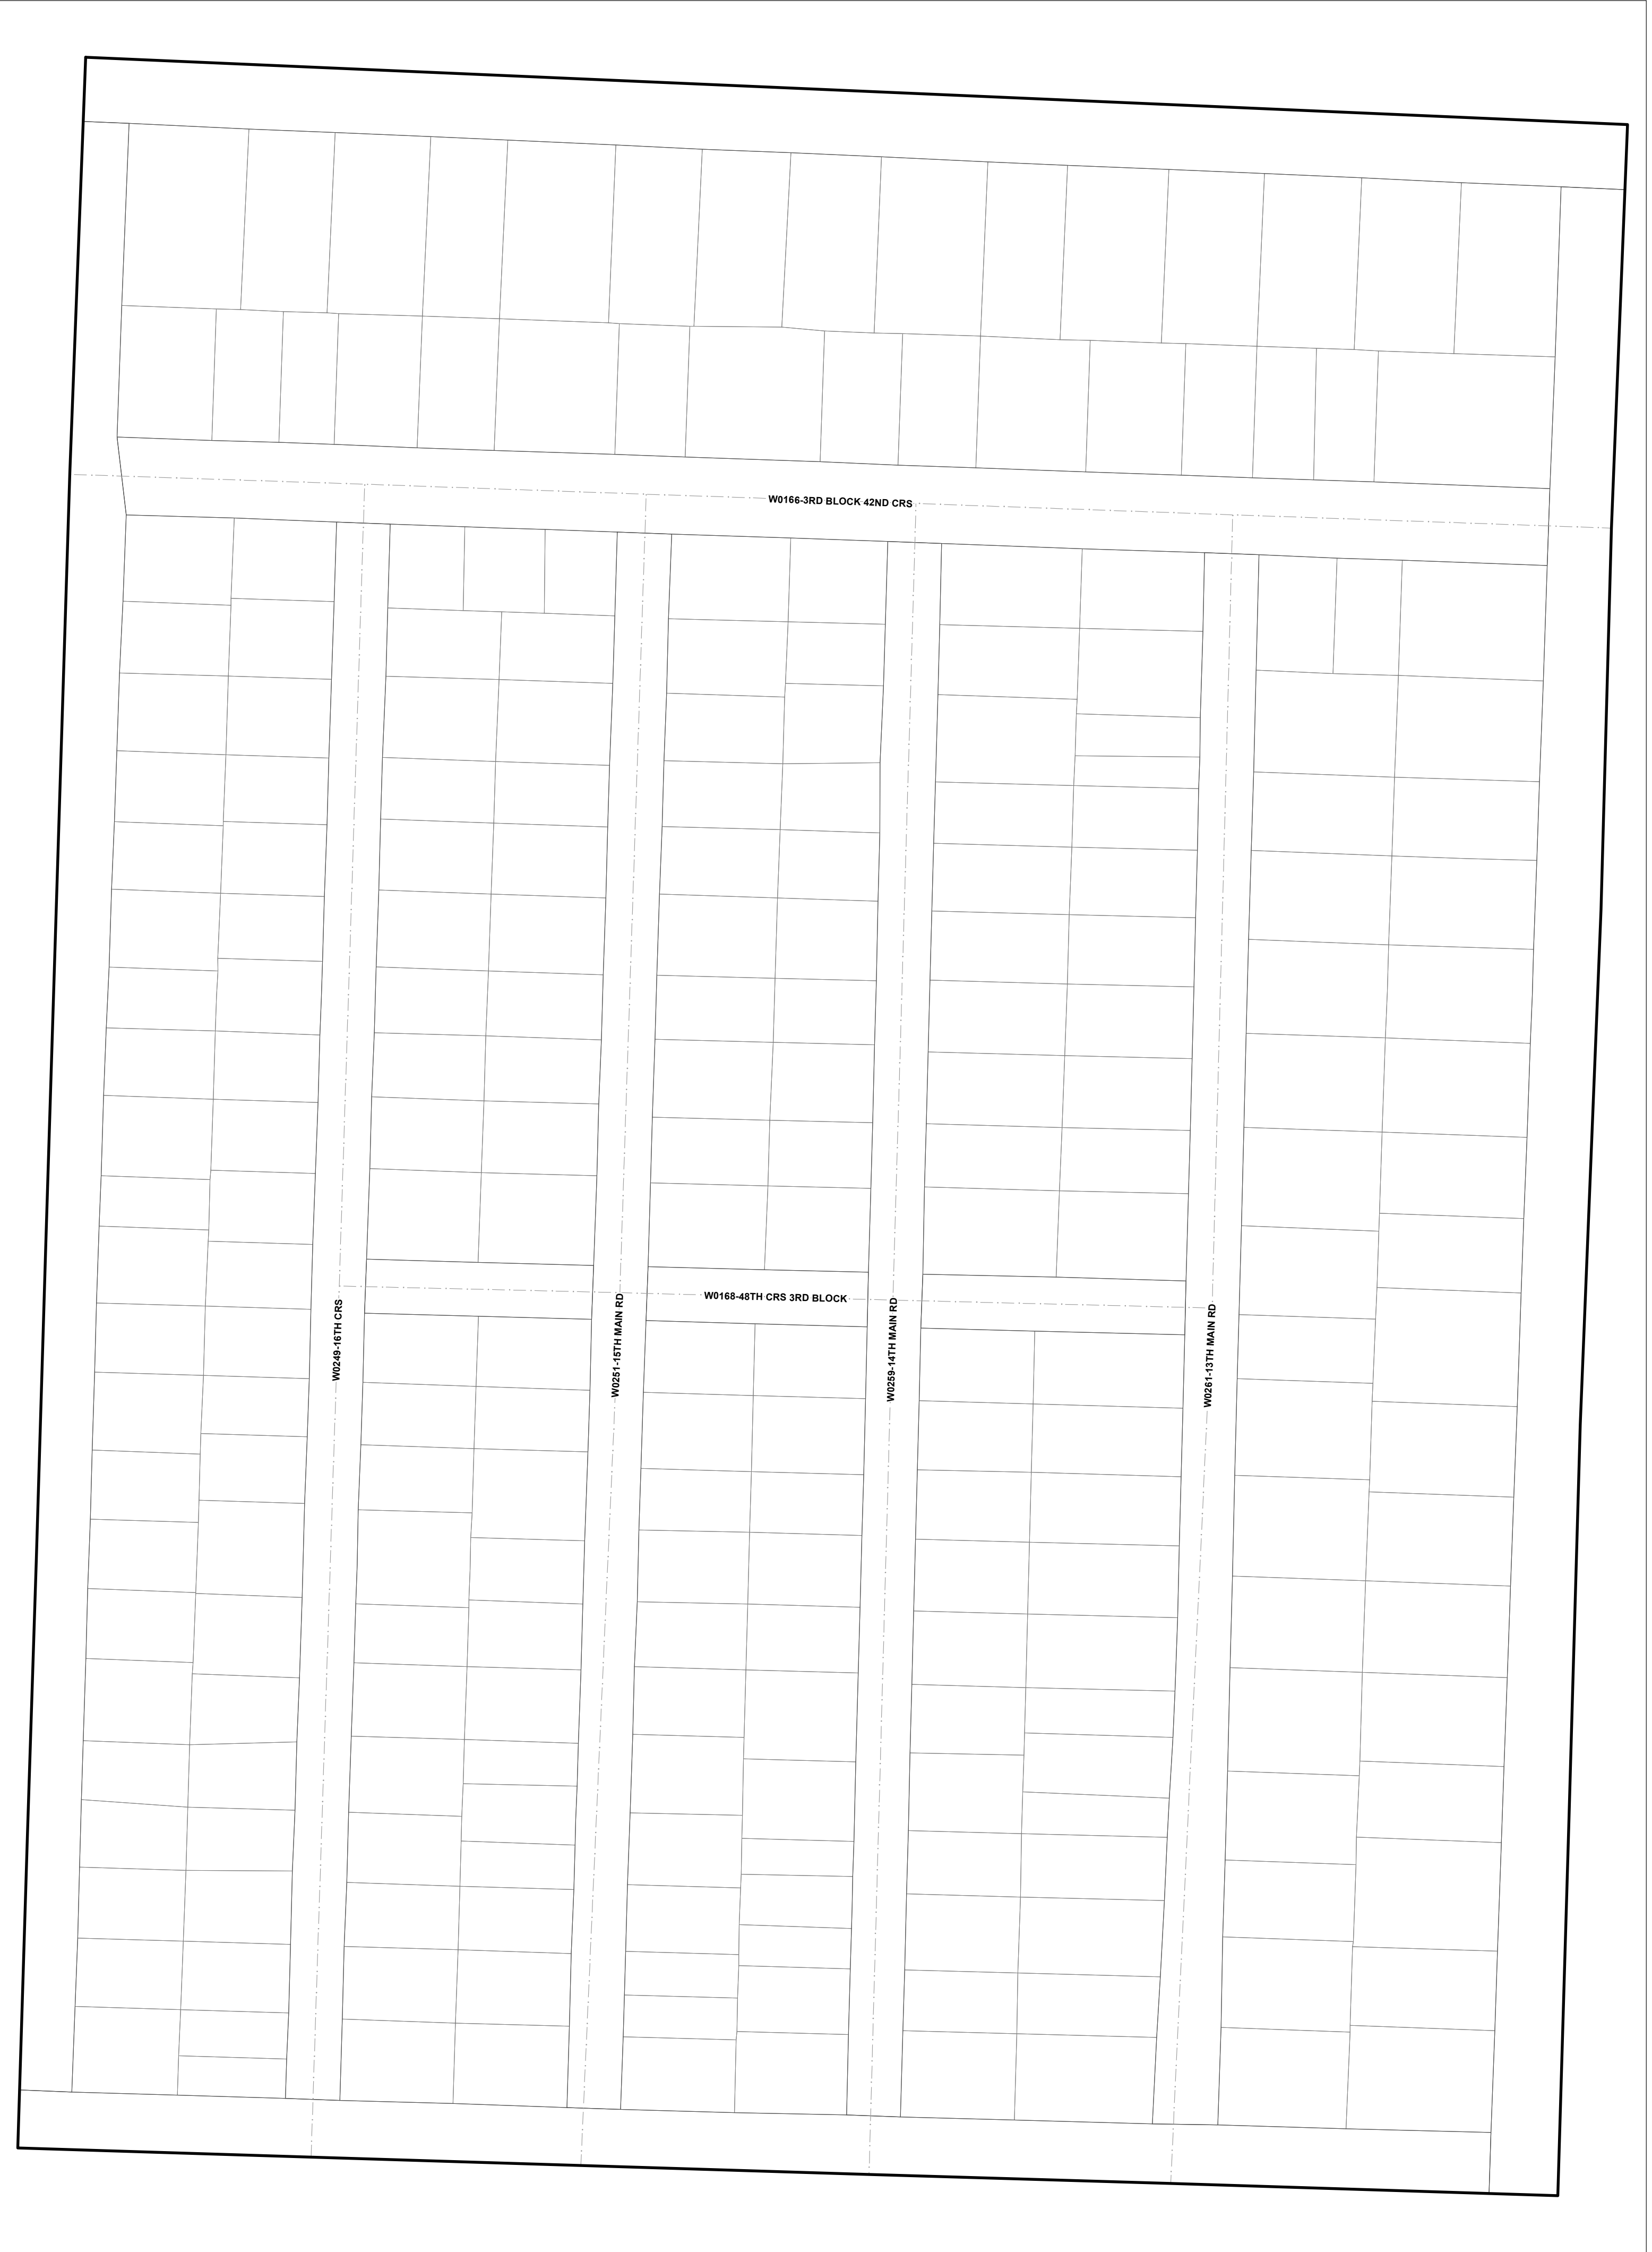 W0166-3RD BLOCK 42ND CRS
W0168-48TH CRS 3RD BLOCK
W0249-16TH CRS
W0251-15TH MAIN RD
W0259-14TH MAIN RD
W0261-13TH MAIN RD